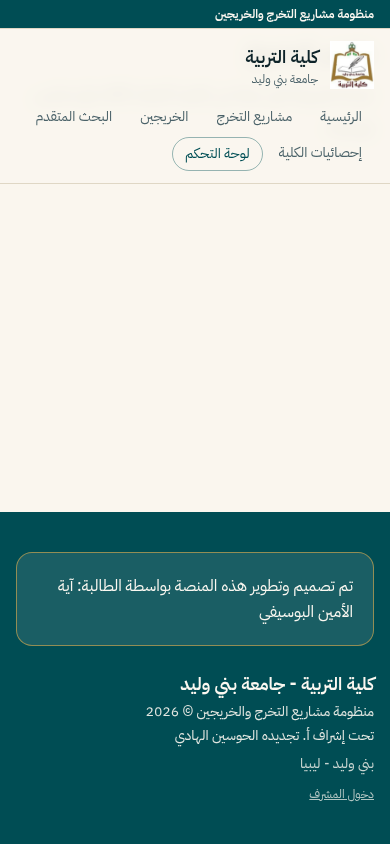 منظومة مشاريع التخرج والخريجين
كلية التربية
جامعة بني وليد
الرئيسية
مشاريع التخرج
الخريجين
البحث المتقدم
إحصائيات الكلية
لوحة التحكم
تم تصميم وتطوير هذه المنصة بواسطة الطالبة: آية
الأمين البوسيفي
كلية التربية - جامعة بني وليد
منظومة مشاريع التخرج والخريجين © 2026
تحت إشراف أ. تجديده الحوسين الهادي
بني وليد - ليبيا
دخول المشرف